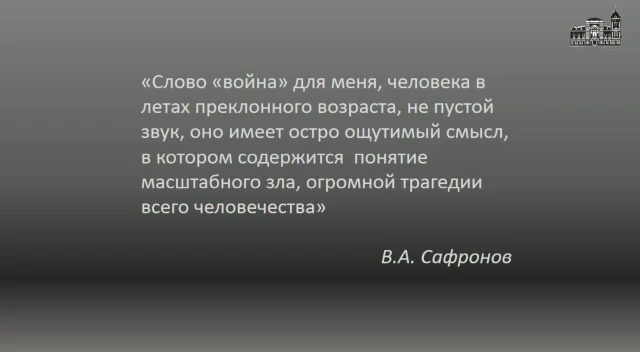 «Слово «война» для меня, человека в
летах преклонного возраста, не пустой
звук, оно имеет остро ощутимый смысл,
в котором содержится понятие
масштабного зла, огромной трагедии
всего человечества»
В.А. Сафронов